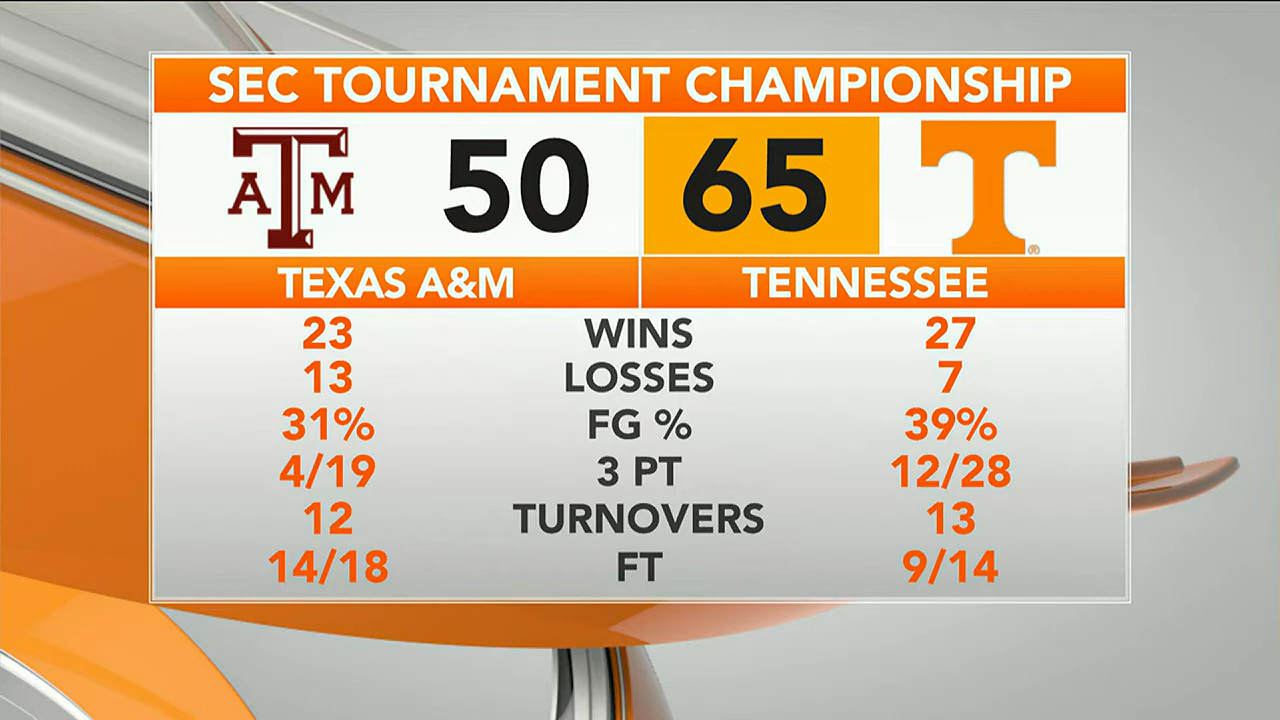 SEC TOURNAMENT CHAMPIONSHIP
ATM 50 65 T®
TEXAS A&M TENNESSEE
23 WINS 27
13 LOSSES 7
31% FG % 39%
4/19 3 PT 12/28
12 TURNOVERS 13
14/18 FT 9/14